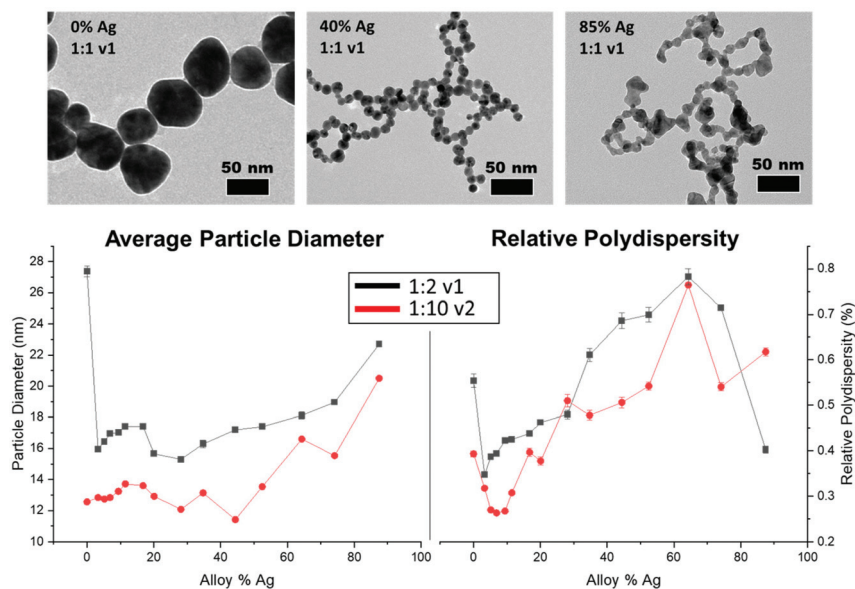 0% Ag
1:1 v1
50 nm
40% Ag
1:1 v1
50 nm
85% Ag
1:1 v1
50 nm
Average Particle Diameter
Relative Polydispersity
1:2 v1
1:10 v2
Particle Diameter (nm)
28
26
24
22
20
18
16
14
12
10
0
20
40
60
80
100
0
20
40
60
80
100
Alloy % Ag
Alloy % Ag
0.8
0.7
0.6
0.5
0.4
0.3
0.2
Relative Polydispersity (%)